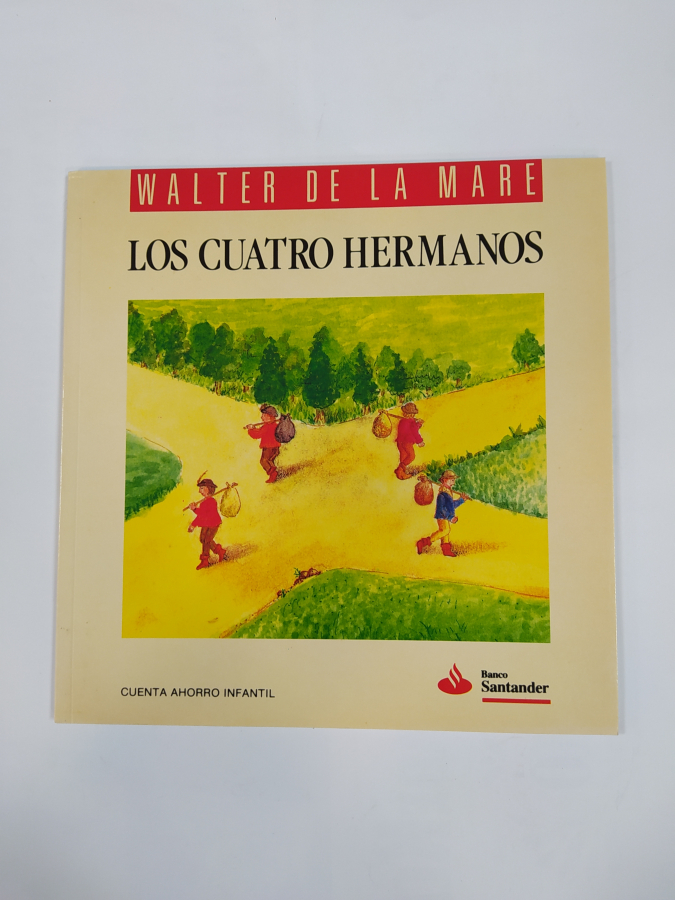 WALTER DE LA MARE
LOS CUATRO HERMANOS
CUENTA AHORRO INFANTIL
Banco
Santander